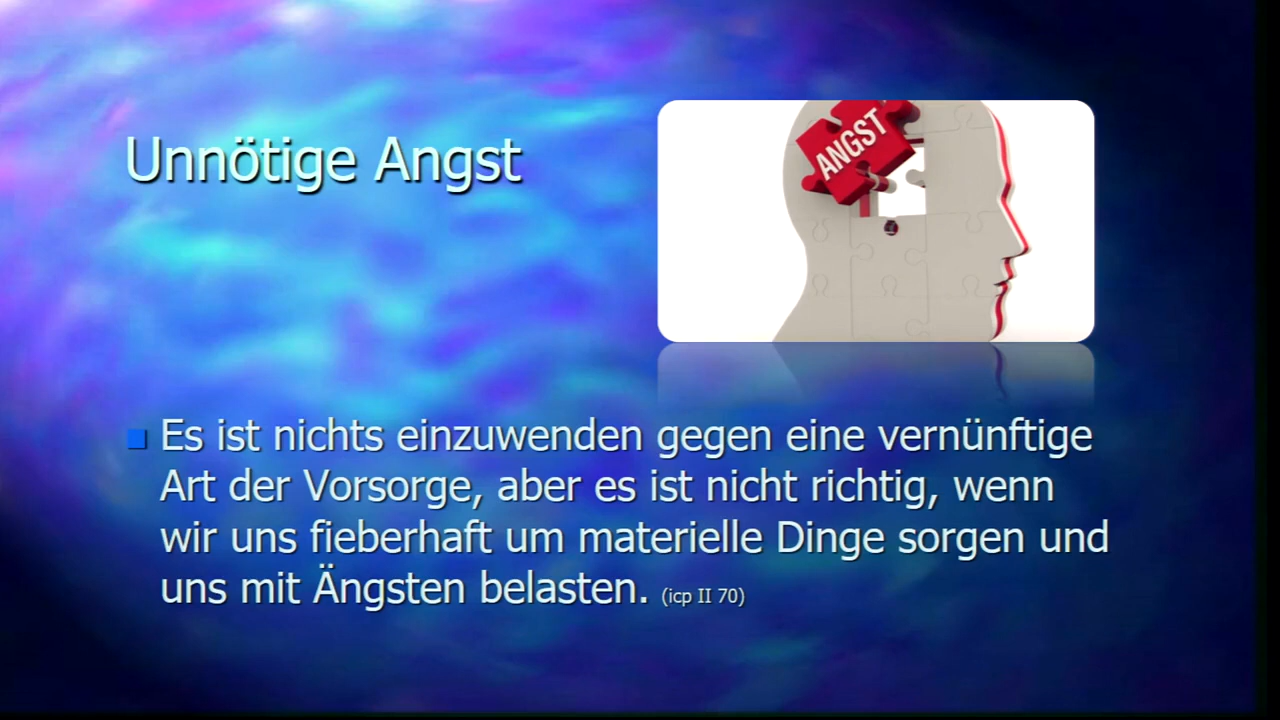 Unnötige Angst
ANGST
Es ist nichts einzuwenden gegen eine vernünftige
Art der Vorsorge, aber es ist nicht richtig, wenn
wir uns fieberhaft um materielle Dinge sorgen und
uns mit Ängsten belasten. (icp II 70)